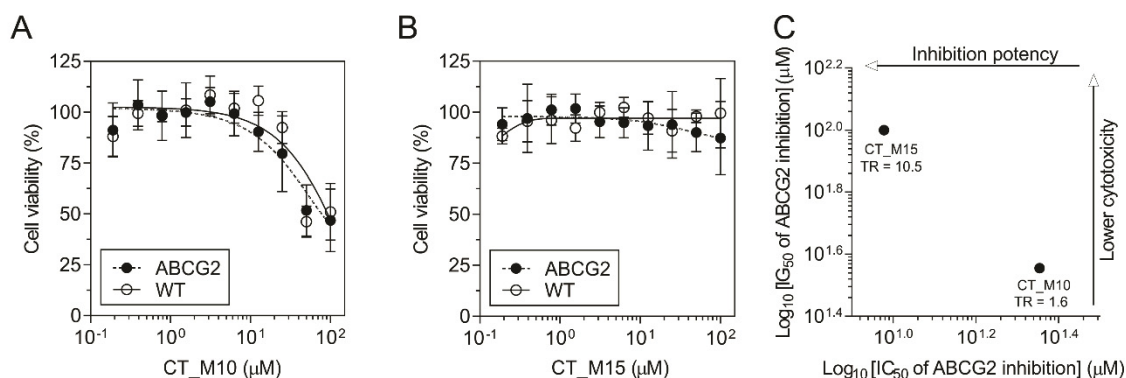 A
Cell viability (%)
125
100
75
50
25
0
ABCG2
WT
10⁻¹ 10⁰ 10¹ 10²
CT_M10 (μM)
B
Cell viability (%)
125
100
75
50
25
0
ABCG2
WT
10⁻¹ 10⁰ 10¹ 10²
CT_M15 (μM)
C
Log₁₀ [IG₅₀ of ABCG2 inhibition] (μM)
Inhibition potency
Lower cytotoxicity
10²·²
10²·⁰
10¹·⁸
10¹·⁶
10¹·⁴
CT_M15
TR = 10.5
CT_M10
TR = 1.6
10¹·⁰ 10¹·² 10¹·⁴
Log₁₀ [IC₅₀ of ABCG2 inhibition] (μM)